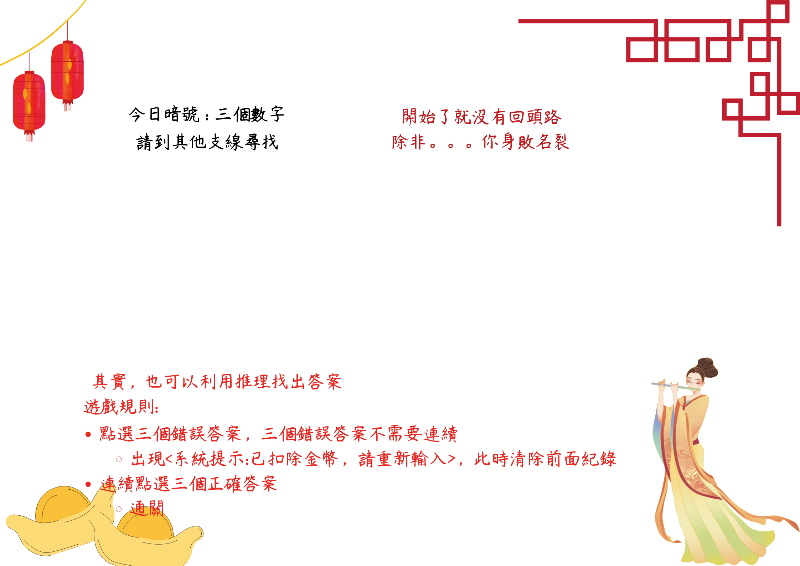 今日暗號：三個數字
請到其他支線尋找
開始了就沒有回頭路
除非。。。你身敗名裂
其實，也可以利用推理找出答案
遊戲規則:
• 點選三個錯誤答案，三個錯誤答案不需要連續
○ 出現<系統提示:已扣除金幣，請重新輸入>，此時清除前面紀錄
• 連續點選三個正確答案
○ 通關